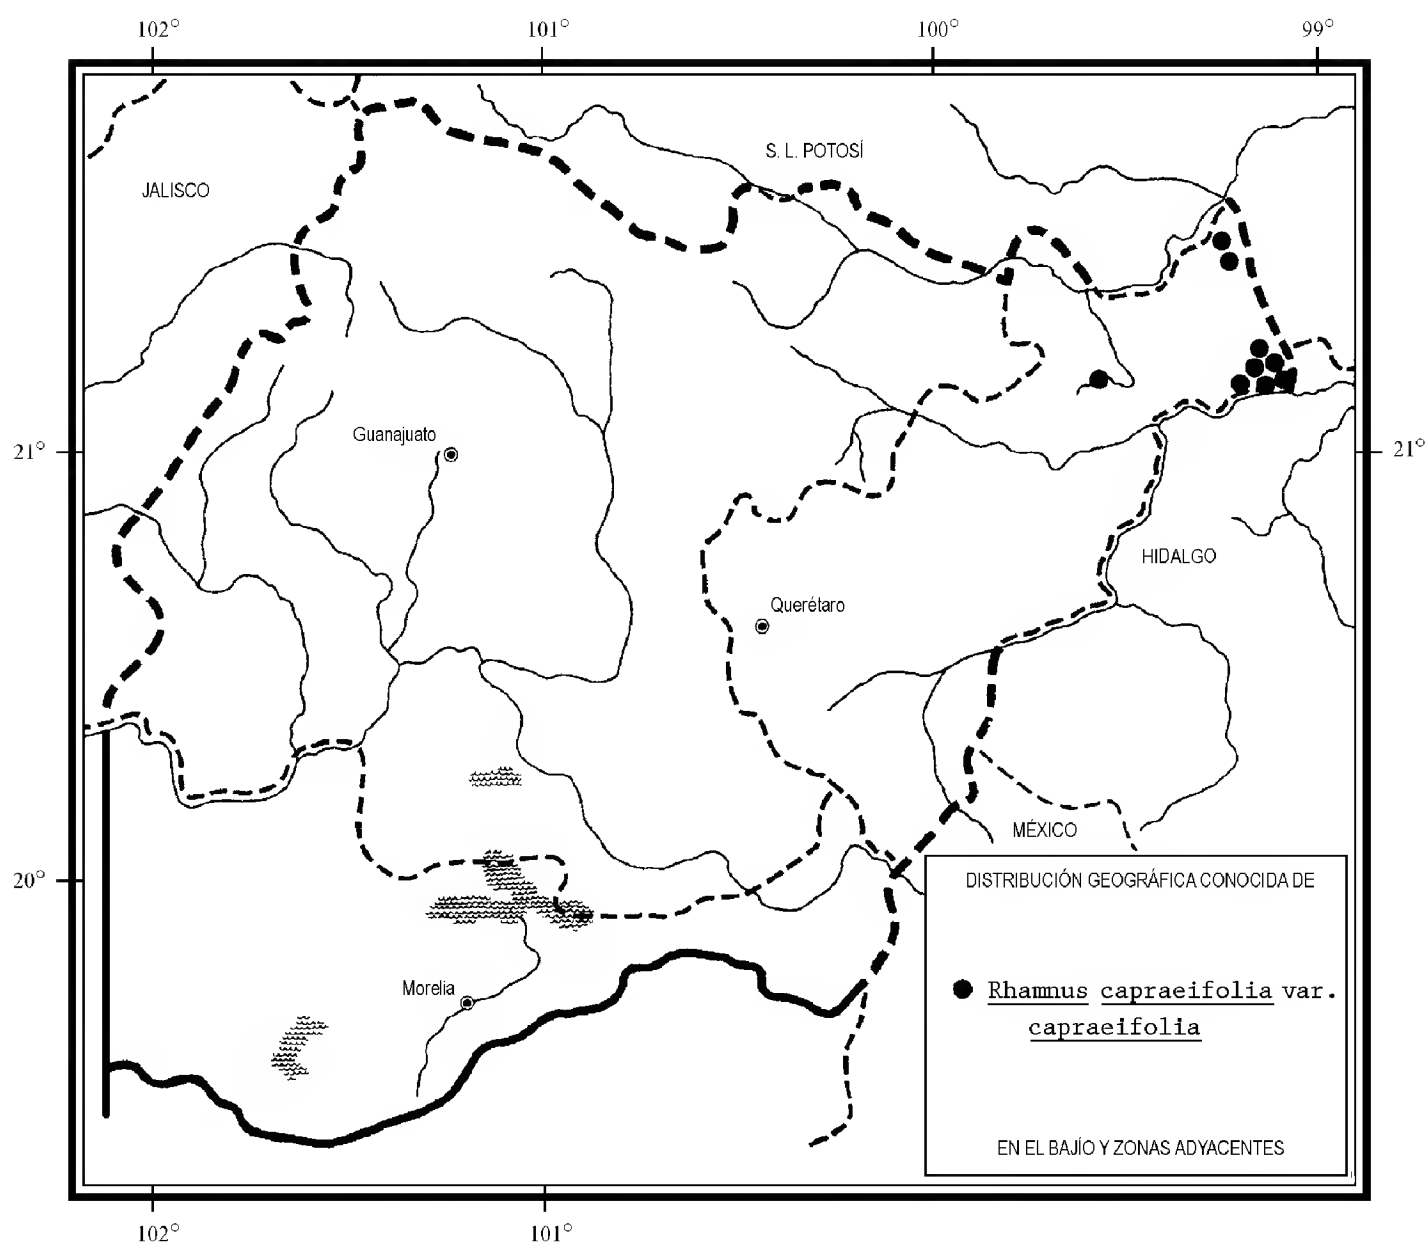 102° 101° 100° 99°
S. L. POTOSÍ
JALISCO
Guanajuato
21° 21°
HIDALGO
Querétaro
MÉXICO
20°
DISTRIBUCIÓN GEOGRÁFICA CONOCIDA DE
Morelia
Rhamnus capraeifolia var.
capraeifolia
EN EL BAJÍO Y ZONAS ADYACENTES
102° 101°